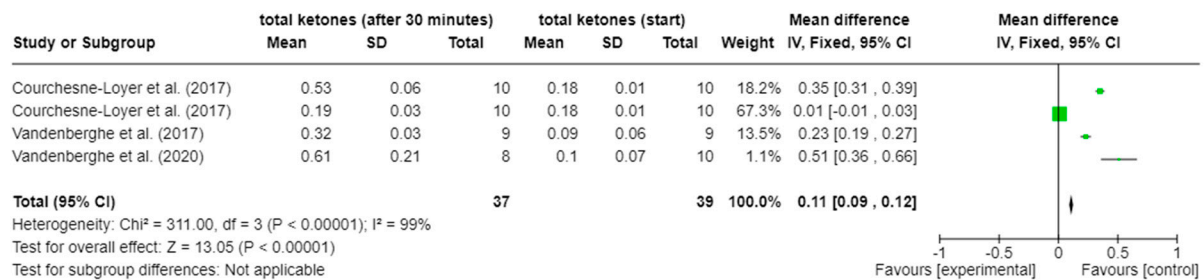 total ketones (after 30 minutes) total ketones (start) Mean difference Mean difference
Study or Subgroup Mean SD Total Mean SD Total Weight IV, Fixed, 95% CI IV, Fixed, 95% CI
Courchesne-Loyer et al. (2017) 0.53 0.06 10 0.18 0.01 10 18.2% 0.35 [0.31 , 0.39]
Courchesne-Loyer et al. (2017) 0.19 0.03 10 0.18 0.01 10 67.3% 0.01 [-0.01 , 0.03]
Vandenberghe et al. (2017) 0.32 0.03 9 0.09 0.06 9 13.5% 0.23 [0.19 , 0.27]
Vandenberghe et al. (2020) 0.61 0.21 8 0.1 0.07 10 1.1% 0.51 [0.36 , 0.66]
Total (95% CI) 37 39 100.0% 0.11 [0.09 , 0.12]
Heterogeneity: Chi² = 311.00, df = 3 (P < 0.00001); I² = 99%
Test for overall effect: Z = 13.05 (P < 0.00001)
Test for subgroup differences: Not applicable
-1 -0.5 0 0.5 1
Favours [experimental] Favours [control]